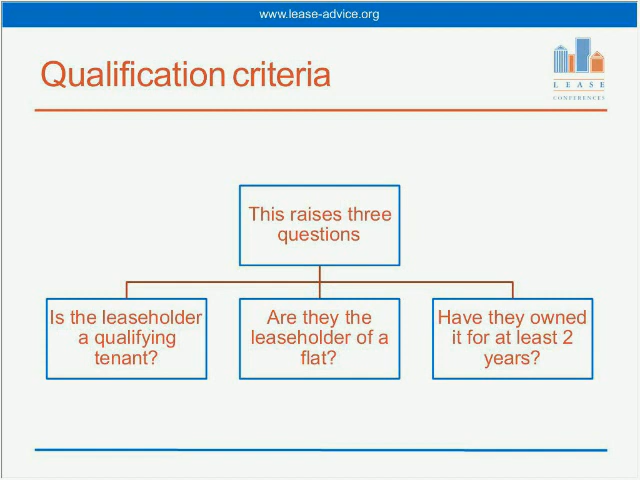 www.lease-advice.org
Qualification criteria
L E A S E
CONFERENCES
This raises three
questions
Is the leaseholder
a qualifying
tenant?
Are they the
leaseholder of a
flat?
Have they owned
it for at least 2
years?